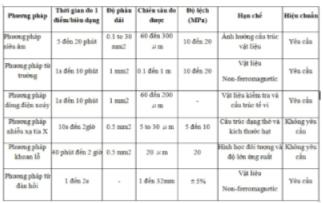 Phương pháp
Thời gian đo 1 điểm/biên dạng
Độ phân dải
Chiều sâu đo được
Độ lệch (MPa)
Hạn chế
Hiệu chuẩn
Phương pháp siêu âm
5 đến 20 phút
0.1 to 30 mm2
60 đến 300 μm
10 đến 20
Ảnh hưởng cấu trúc vật liệu
Yêu cầu
Phương pháp từ trường
1s đến 10 phút
1 mm2
0.1 đến 1 m
10 đến 20
Vật liệu
Non-ferromagnetic
Yêu cầu
Phương pháp dòng điện xoáy
1s đến 10 phút
1 mm2
60 đến 200 μm
-
Vật liệu kiểm tra và cấu trúc tế vi
Yêu cầu
Phương pháp nhiễu xạ tia X
10s đến 2giờ
0.5 mm2
5 to 30 μm
5 đến 10
Cấu trúc dạng thớ và kích thước hạt
Không yêu cầu
Phương pháp khoan lỗ
40 phút đến 2 giờ
0.5 mm2
20 μm
20
Hình học đối tượng và độ lớn ứng suất
Không yêu cầu
Phương pháp từ đàn hồi
1 đến 2s
-
1 đến 32mm
±5%
Vật liệu
Non-Ferromagnetic
Yêu cầu